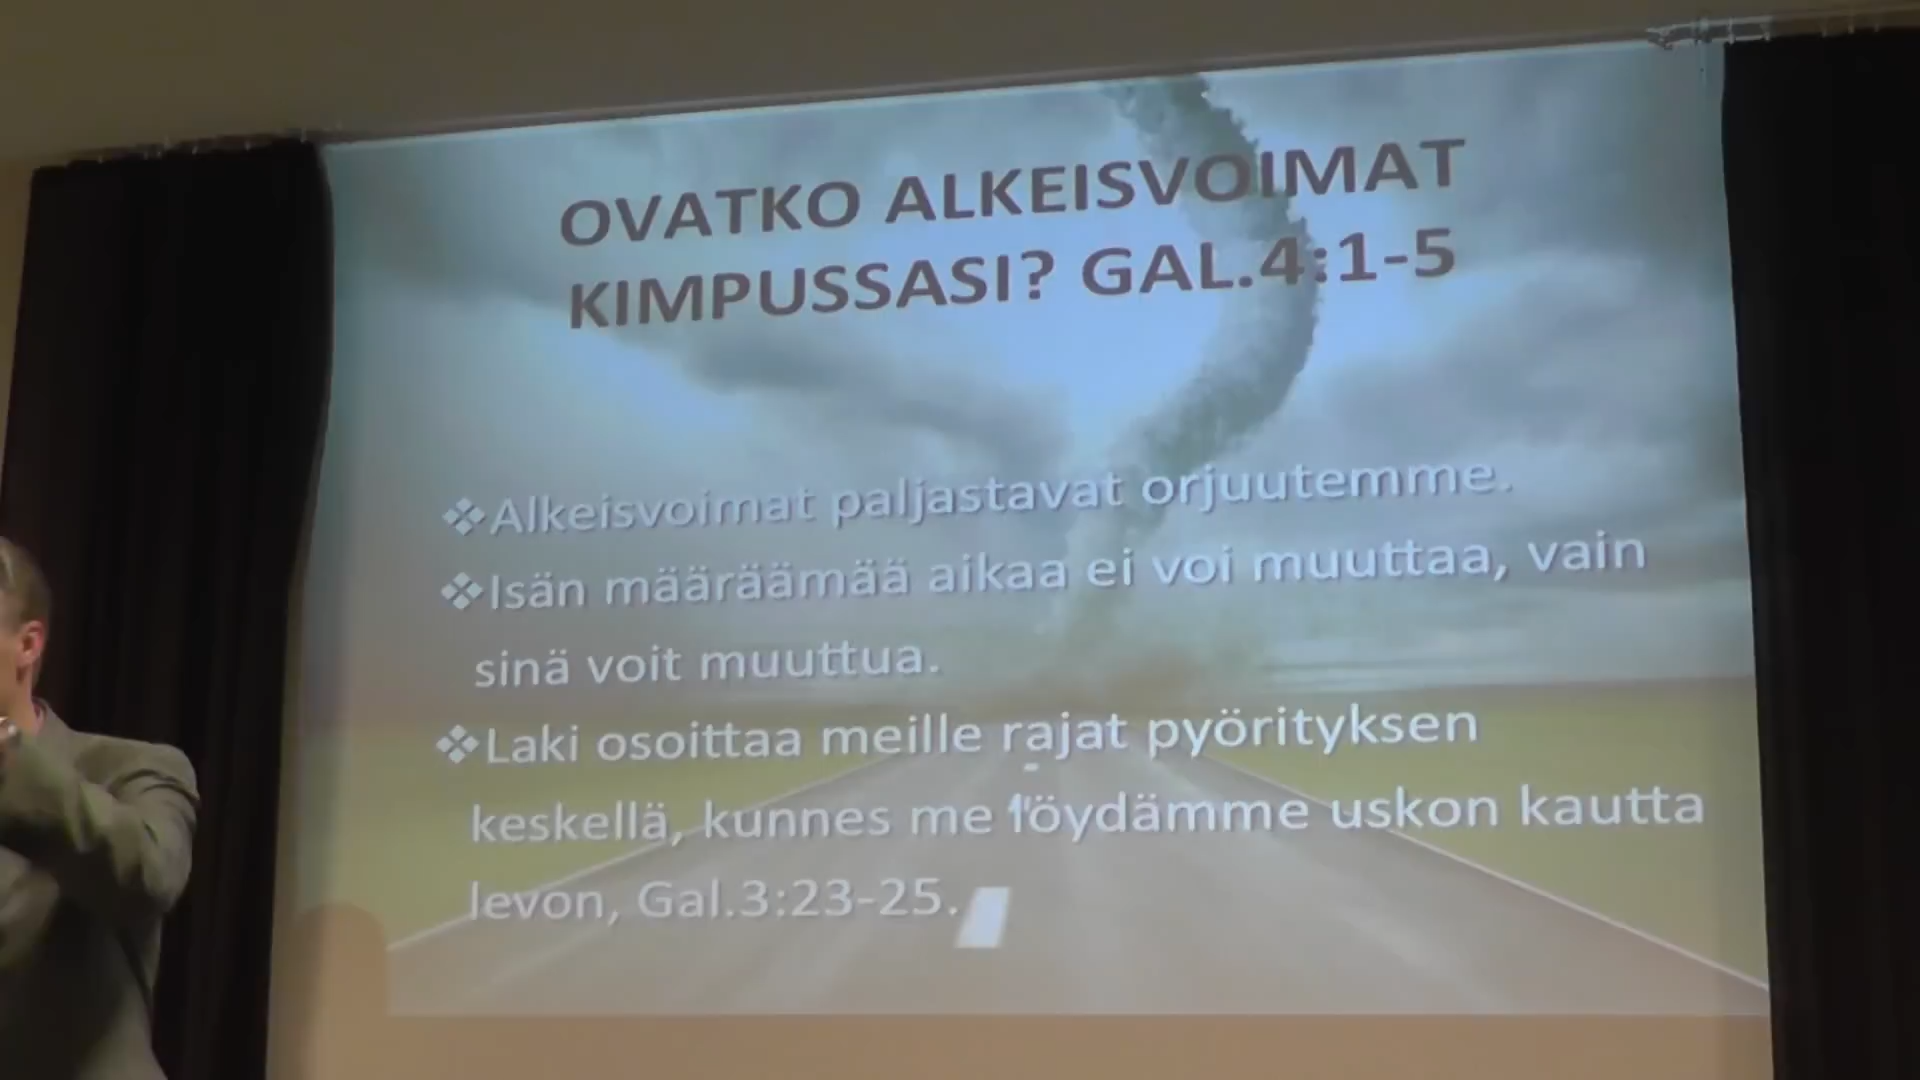 OVATKO ALKEISVOIMAT
KIMPUSSASI? GAL.4:1-5
❖Alkeisvoimat paljastavat orjuutemme.
❖Isän määräämää aikaa ei voi muuttaa, vain
sinä voit muuttua.
❖Laki osoittaa meille rajat pyörityksen
keskellä, kunnes me löydämme uskon kautta
levon, Gal.3:23-25.